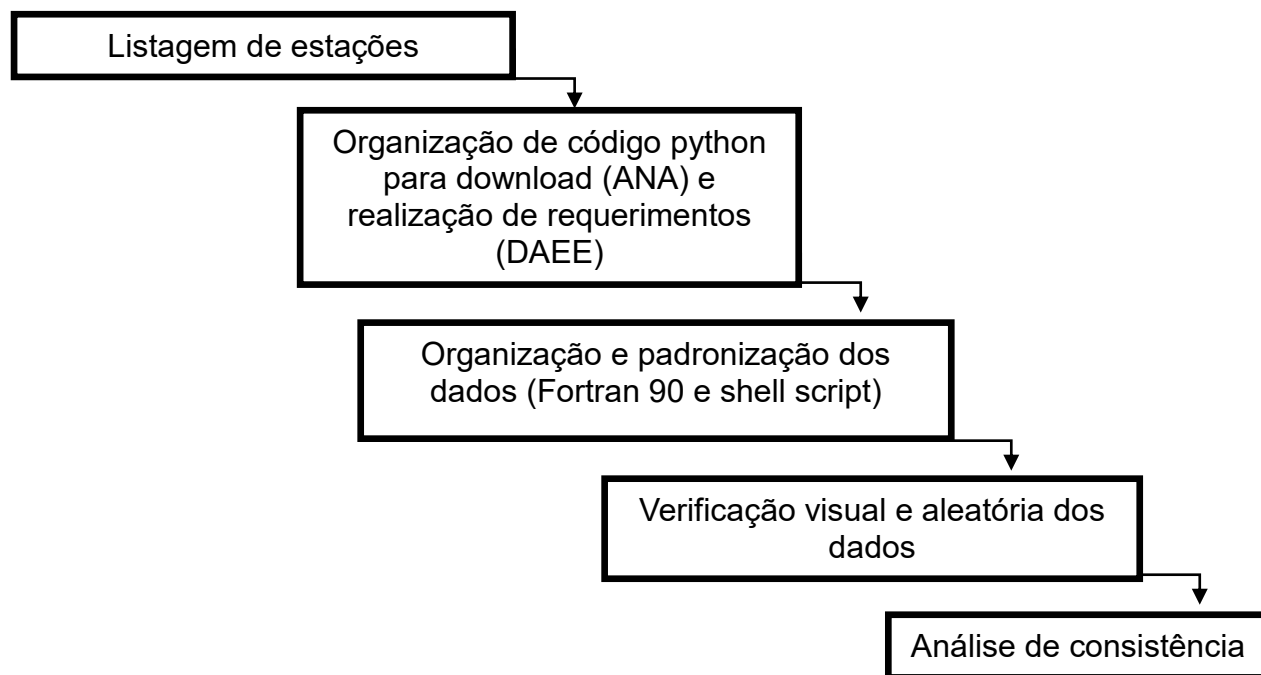 Listagem de estações
Organização de código python
para download (ANA) e
realização de requerimentos
(DAEE)
Organização e padronização dos
dados (Fortran 90 e shell script)
Verificação visual e aleatória dos
dados
Análise de consistência